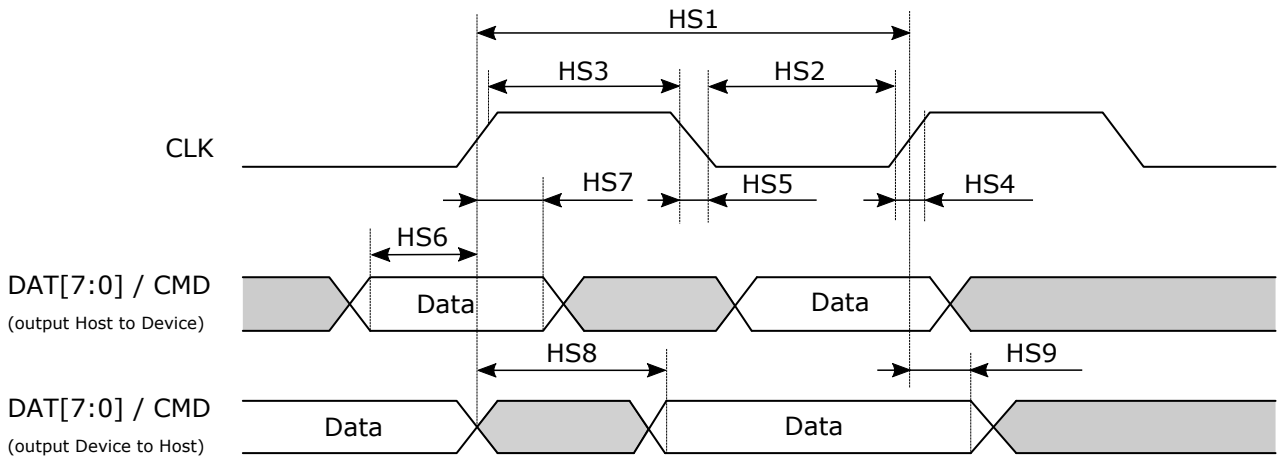 HS1
HS3
HS2
CLK
HS7
HS5
HS4
HS6
DAT[7:0] / CMD
(output Host to Device)
Data
Data
HS8
HS9
DAT[7:0] / CMD
(output Device to Host)
Data
Data